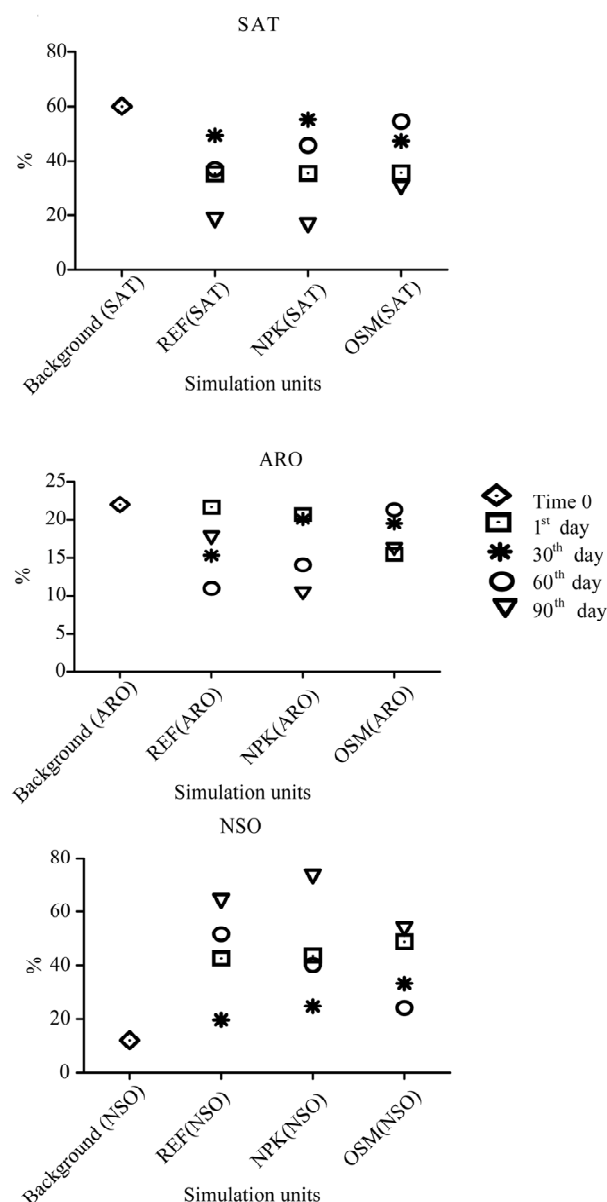 SAT
80
60
40
20
0
%
Background (SAT)
REF(SAT)
NPK(SAT)
OSM(SAT)
Simulation units
ARO
25
20
15
10
5
0
%
Background (ARO)
REF(ARO)
NPK(ARO)
OSM(ARO)
Simulation units
Time 0
1st day
30th day
60th day
90th day
NSO
80
60
40
20
0
%
Background (NSO)
REF(NSO)
NPK(NSO)
OSM(NSO)
Simulation units